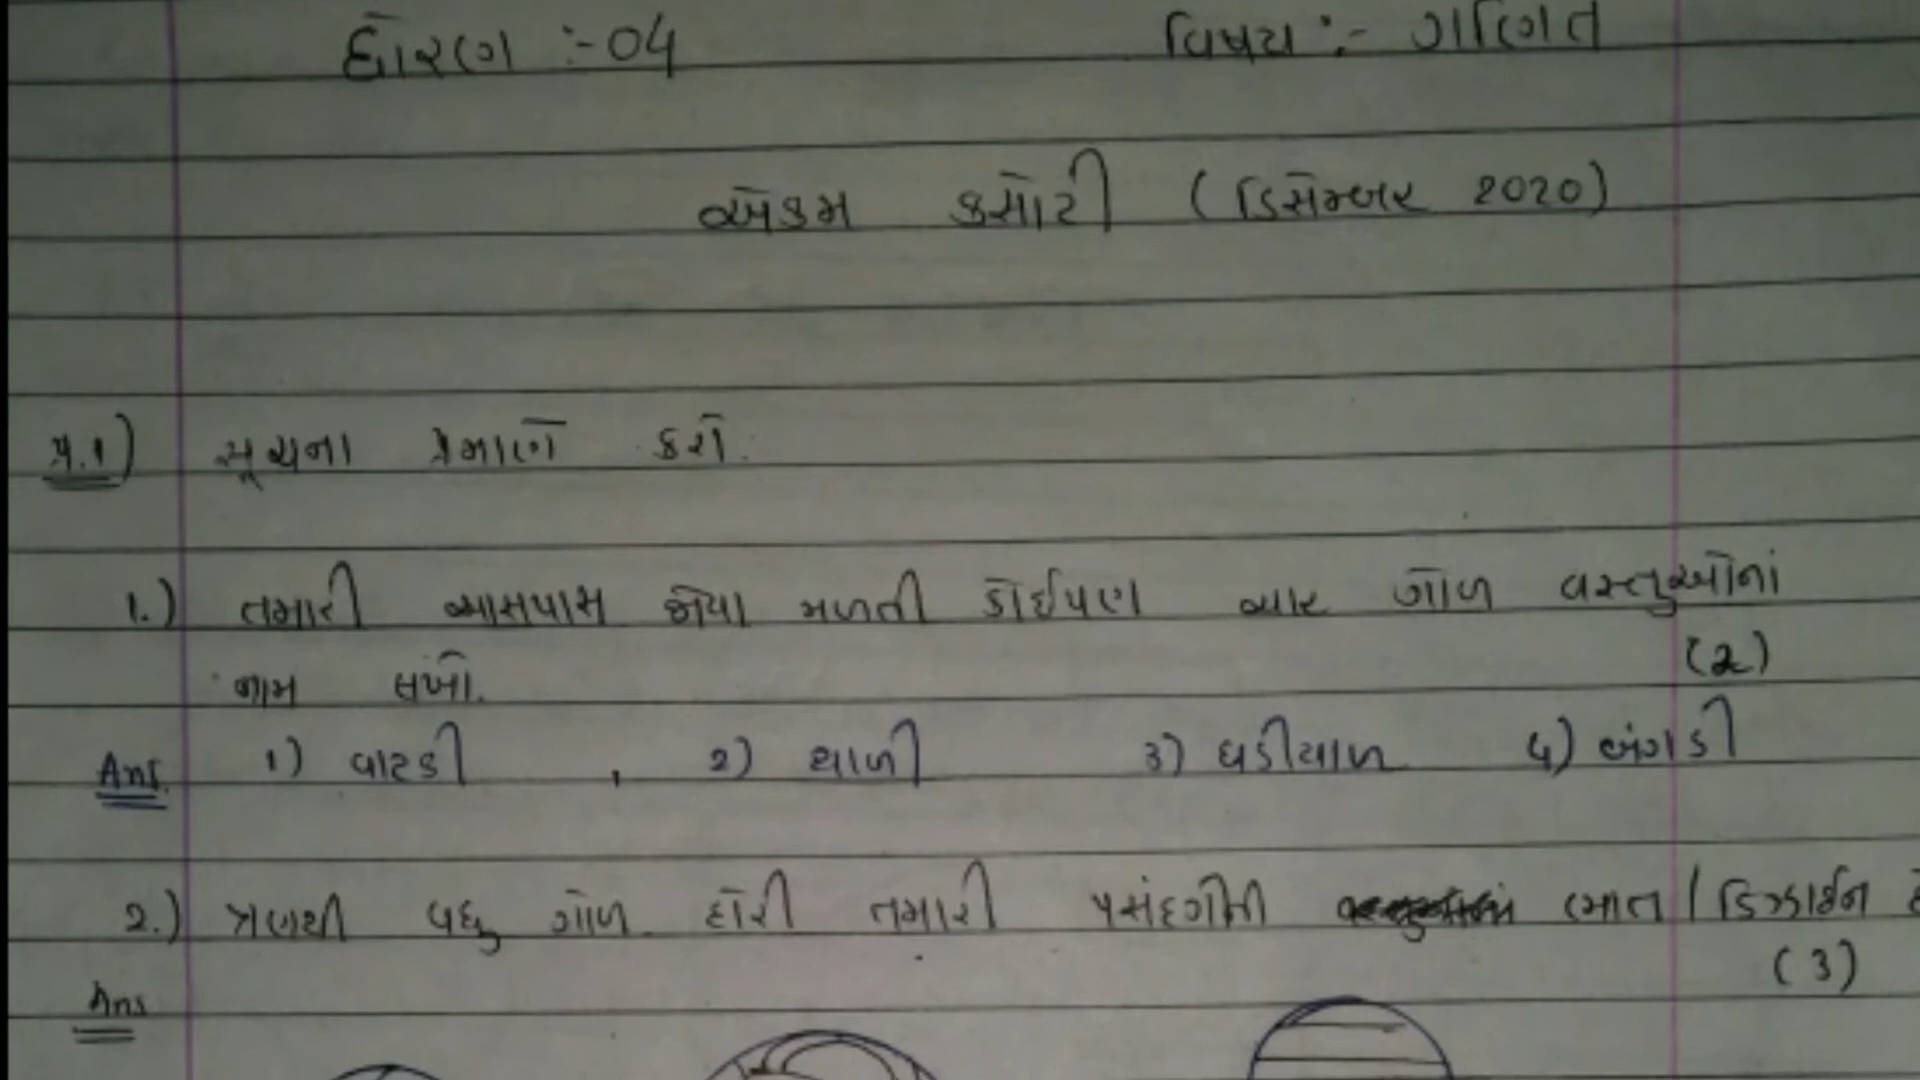 ધોરણ :- 04 વિષય :- ગણિત
એકમ કસોટી ( ડિસેમ્બર 2020)
પ્ર.1) સૂચના પ્રમાણે કરો.
1.) તમારી આસપાસ જોવા મળતી કોઈપણ ચાર ગોળ વસ્તુઓનાં
(2)
નામ લખો.
Ans. 1) વાટકી , 2) થાળી 3) ઘડીયાળ 4) બંગડી
2.) ત્રણથી વધુ ગોળ દોરી તમારી પસંદગીની ભાત / ડિઝાઈન
(3)
Ans